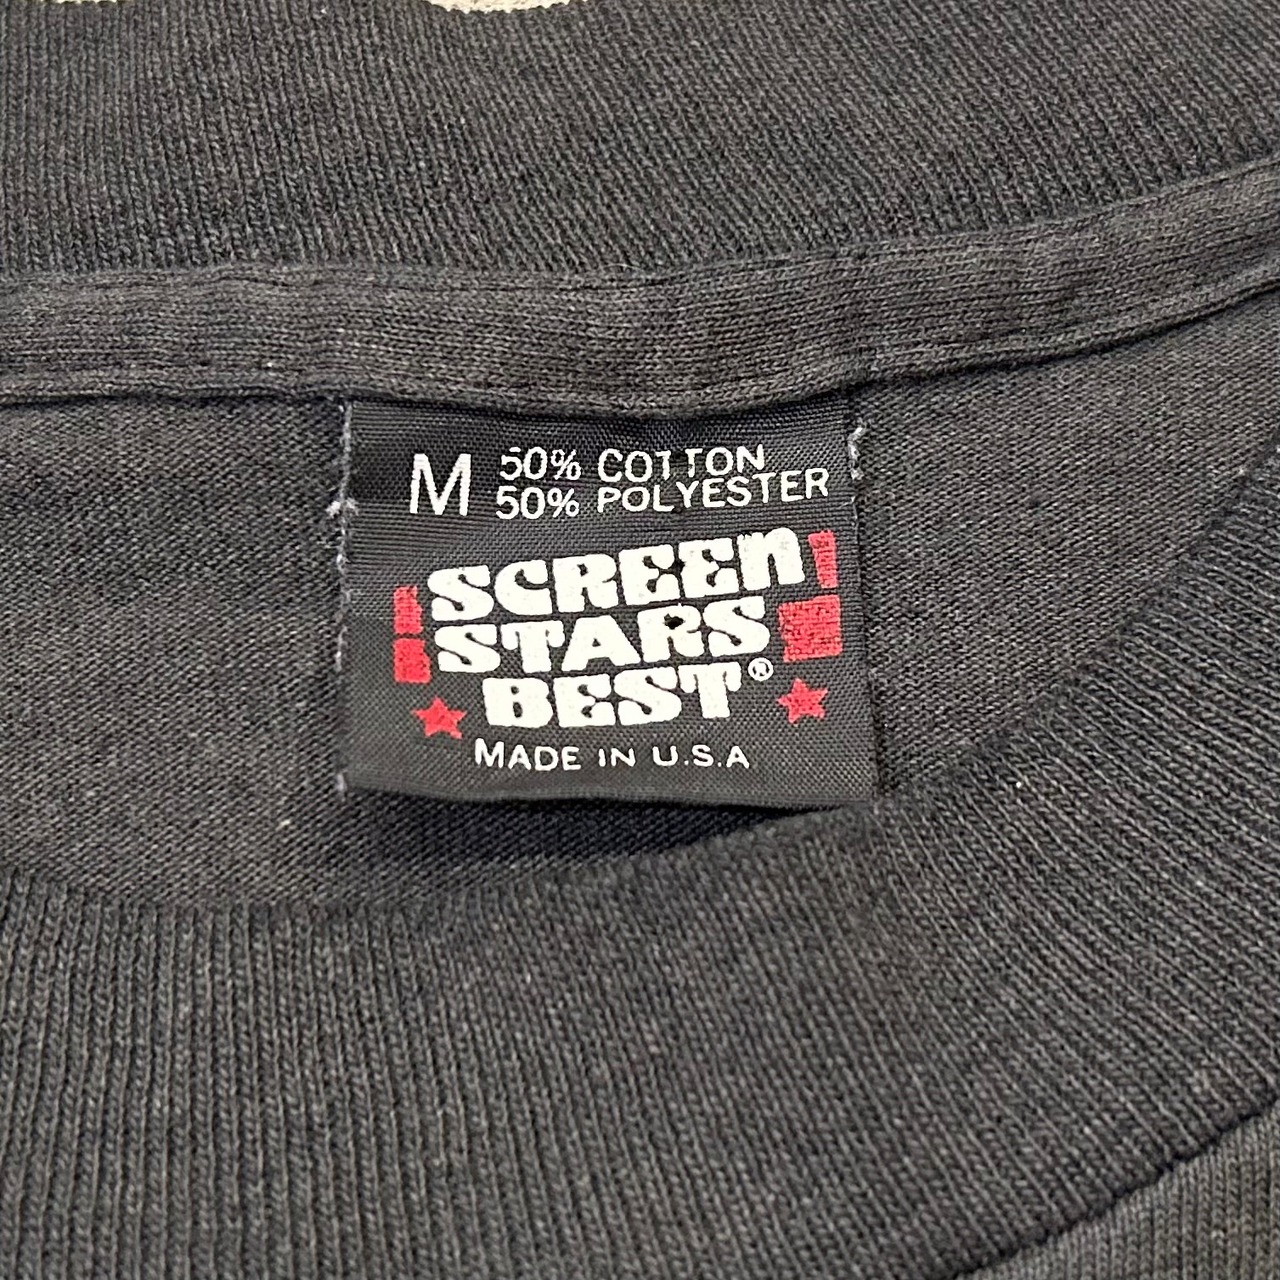 M 50% COTTON
50% POLYESTER
SCREEN
STARS
BEST®
MADE IN U.S.A